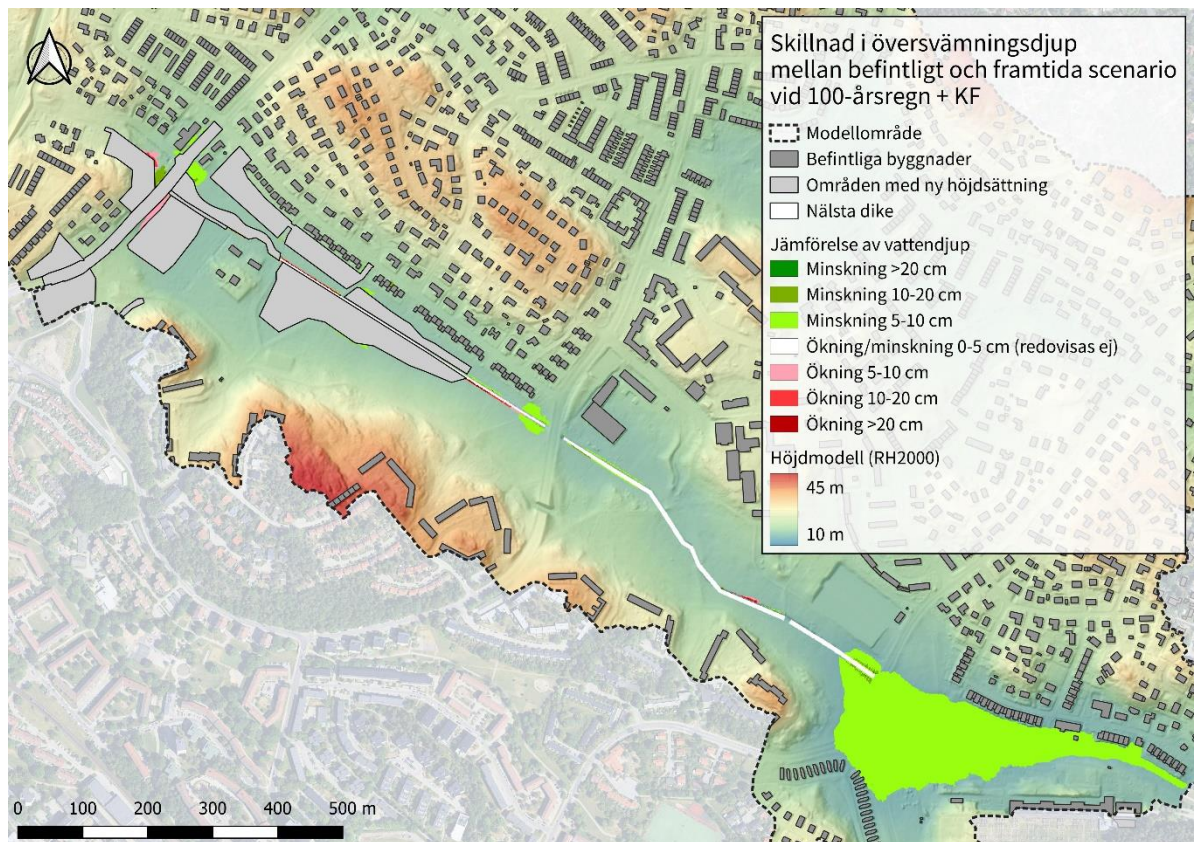 Skillnad i översvämningsdjup
mellan befintligt och framtida scenario
vid 100-årsregn + KF
Modellområde
Befintliga byggnader
Områden med ny höjdsättning
Nälsta dike
Jämförelse av vattendjup
Minskning >20 cm
Minskning 10-20 cm
Minskning 5-10 cm
Ökning/minskning 0-5 cm (redovisas ej)
Ökning 5-10 cm
Ökning 10-20 cm
Ökning >20 cm
Höjdmodell (RH2000)
45 m
10 m
0 100 200 300 400 500 m